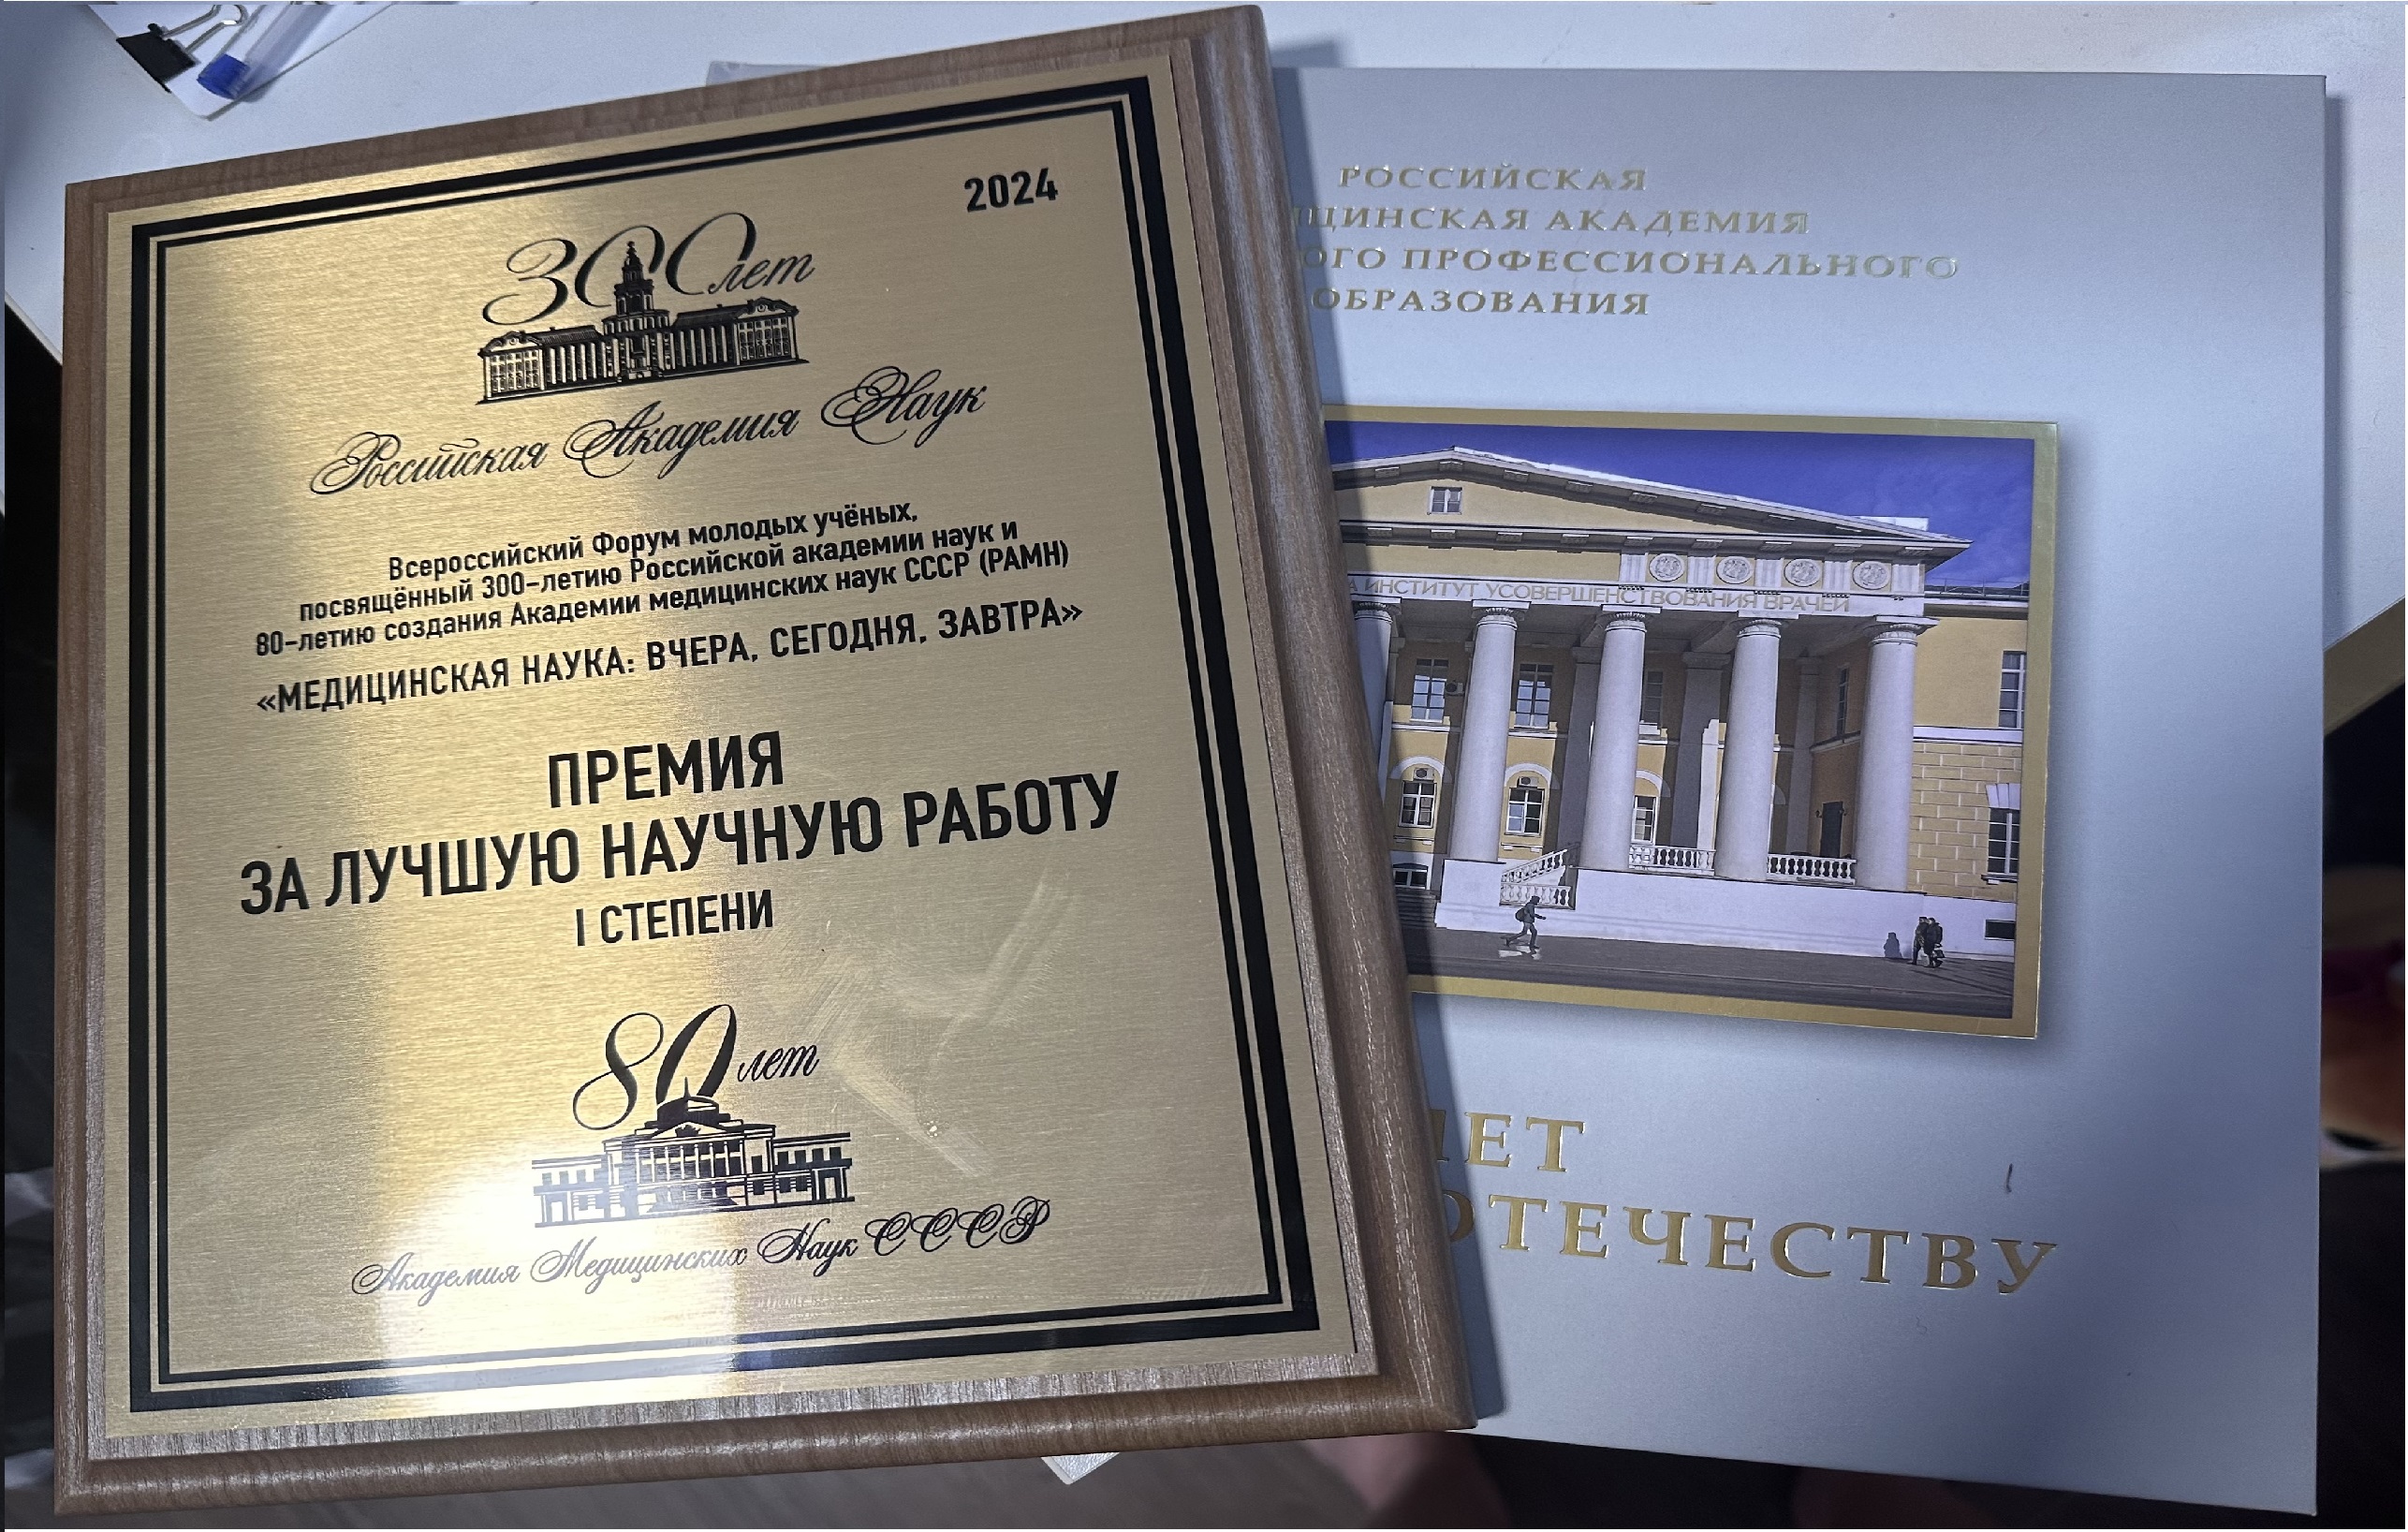 2024
300 лет
Российская Академия Наук
Всероссийский Форум молодых учёных,
посвящённый 300-летию Российской академии наук и
80-летию создания Академии медицинских наук СССР (РАМН)
«МЕДИЦИНСКАЯ НАУКА: ВЧЕРА, СЕГОДНЯ, ЗАВТРА»
ПРЕМИЯ
ЗА ЛУЧШУЮ НАУЧНУЮ РАБОТУ
I СТЕПЕНИ
80 лет
Академия Медицинских Наук СССР
РОССИЙСКАЯ
ЦИНСКАЯ АКАДЕМИЯ
ОГО ПРОФЕССИОНАЛЬНОГО
ОБРАЗОВАНИЯ
ИНСТИТУТ УСОВЕРШЕНСТВОВАНИЯ ВРАЧЕЙ
ЛЕТ
ОТЕЧЕСТВУ